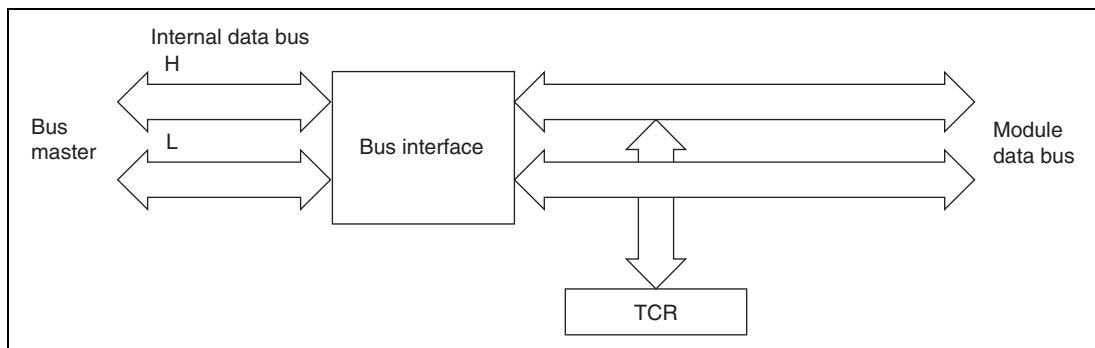 Internal data bus
H
Bus
master
L
Bus interface
Module
data bus
TCR